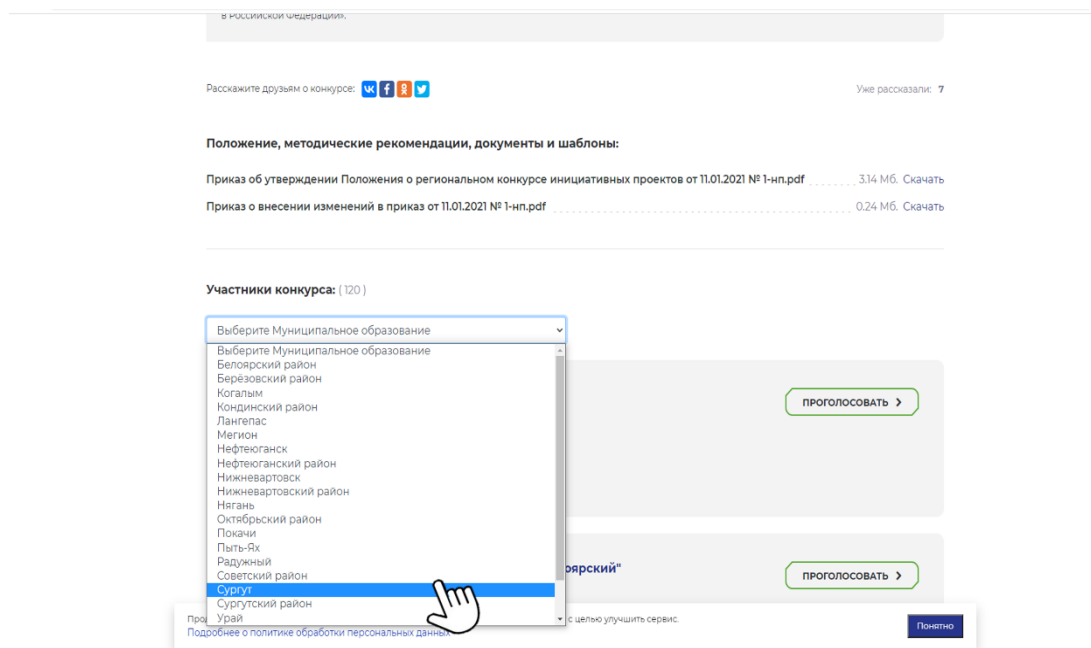 в Российской Федерации».
Расскажите друзьям о конкурсе:
Уже рассказали: 7
Положение, методические рекомендации, документы и шаблоны:
Приказ об утверждении Положения о региональном конкурсе инициативных проектов от 11.01.2021 № 1-нп.pdf 3.14 Мб. Скачать
Приказ о внесении изменений в приказ от 11.01.2021 № 1-нп.pdf 0.24 Мб. Скачать
Участники конкурса: ( 120 )
Выберите Муниципальное образование
Выберите Муниципальное образование
Белоярский район
Берёзовский район
Когалым
ПРОГОЛОСОВАТЬ
Кондинский район
Лангепас
Мегион
Нефтеюганск
Нефтеюганский район
Нижневартовск
Нижневартовский район
Нягань
Октябрьский район
Покачи
Пыть-Ях
Радужный
оярский"
Советский район
ПРОГОЛОСОВАТЬ
Сургут
Сургутский район
Урай
Про
с целью улучшить сервис.
Понятно
Подробнее о политике обработки персональных данных